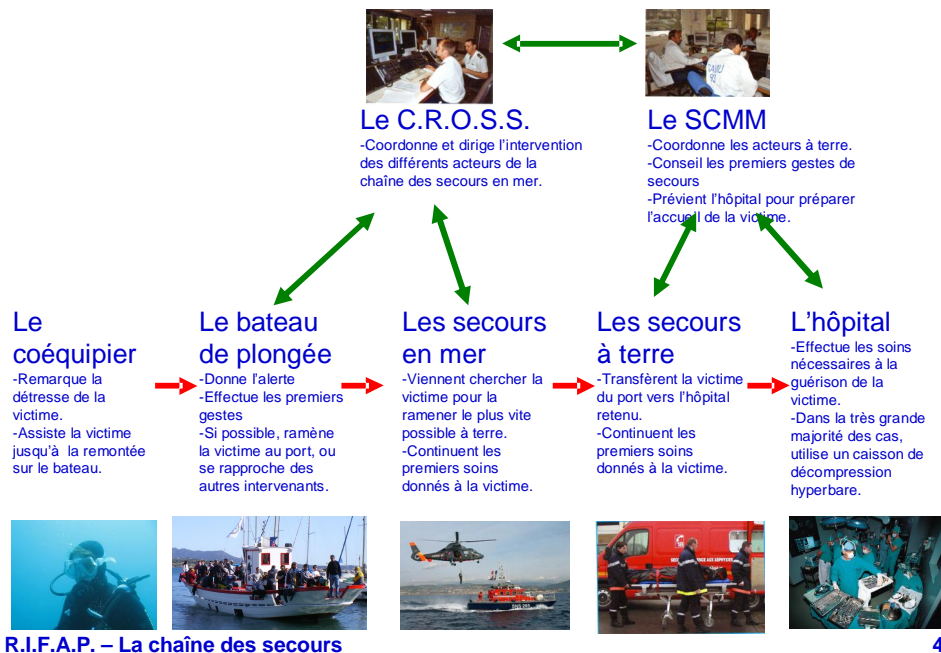 Le C.R.O.S.S.
-Coordonne et dirige l'intervention
des différents acteurs de la
chaîne des secours en mer.
Le SCMM
-Coordonne les acteurs à terre.
-Conseil les premiers gestes de
secours
-Prévient l'hôpital pour préparer
l'accueil de la victime.
Le
coéquipier
-Remarque la
détresse de la
victime.
-Assiste la victime
jusqu'à la remontée
sur le bateau.
Le bateau
de plongée
-Donne l'alerte
-Effectue les premiers
gestes
-Si possible, ramène
la victime au port, ou
se rapproche des
autres intervenants.
Les secours
en mer
-Viennent chercher la
victime pour la
ramener le plus vite
possible à terre.
-Continuent les
premiers soins
donnés à la victime.
Les secours
à terre
-Transfèrent la victime
du port vers l'hôpital
retenu.
-Continuent les
premiers soins
donnés à la victime.
L'hôpital
-Effectue les soins
nécessaires à la
guérison de la
victime.
-Dans la très grande
majorité des cas,
utilise un caisson de
décompression
hyperbare.
R.I.F.A.P. – La chaîne des secours
4